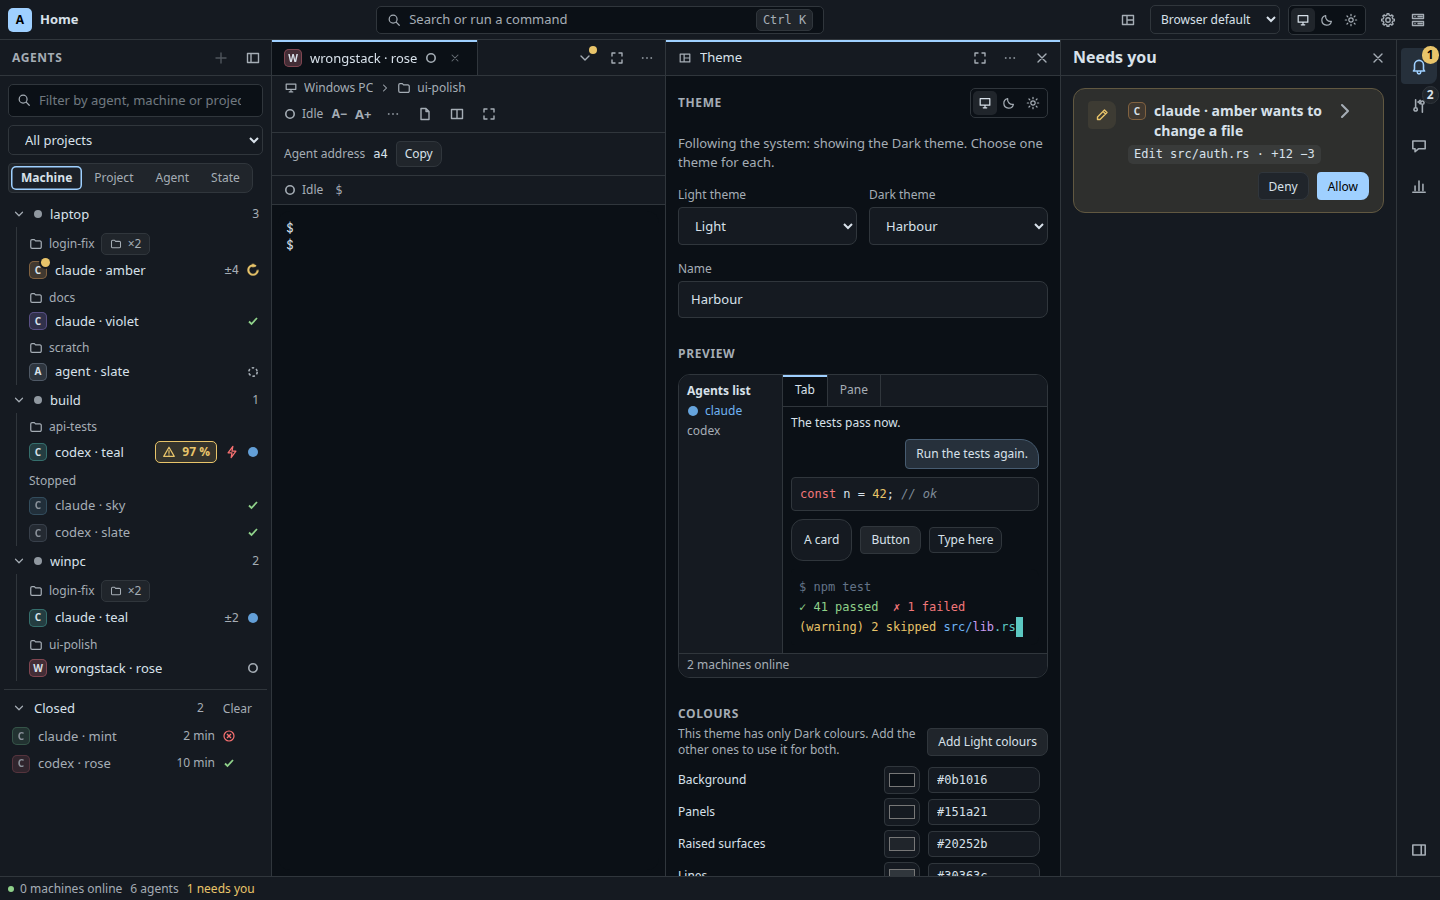 A Home
Search or run a command Ctrl K
Browser default
AGENTS
Filter by agent, machine or projec
All projects
Machine Project Agent State
laptop 3
login-fix ×2
C claude · amber ±4
docs
C claude · violet
scratch
A agent · slate
build 1
api-tests
C codex · teal 97 %
Stopped
C claude · sky
C codex · slate
winpc 2
login-fix ×2
C claude · teal ±2
ui-polish
W wrongstack · rose
Closed 2 Clear
C claude · mint 2 min
C codex · rose 10 min
W wrongstack · rose
Windows PC ui-polish
Idle A− A+
Agent address a4 Copy
Idle $
$
$
Theme
THEME
Following the system: showing the Dark theme. Choose one
theme for each.
Light theme Dark theme
Light Harbour
Name
Harbour
PREVIEW
Agents list
claude
codex
Tab Pane
The tests pass now.
Run the tests again.
const n = 42; // ok
A card Button Type here
$ npm test
✓ 41 passed ✗ 1 failed
(warning) 2 skipped src/lib.rs
2 machines online
COLOURS
This theme has only Dark colours. Add the
other ones to use it for both.
Add Light colours
Background #0b1016
Panels #151a21
Raised surfaces #20252b
Lines #30363c
Needs you
C claude · amber wants to
change a file
Edit src/auth.rs · +12 −3
Deny Allow
1
2
0 machines online 6 agents 1 needs you